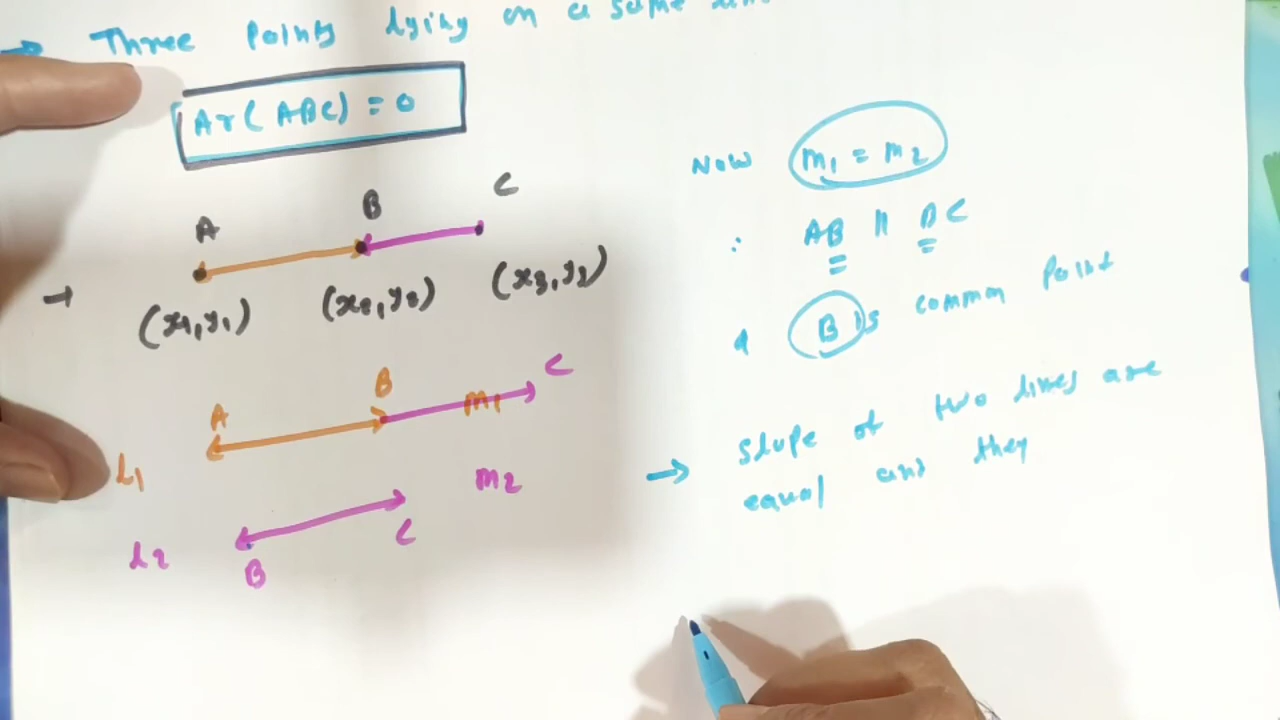 → Three points lying on a same line
Ar(ABC) = 0
A B C
→ (x1,y1) (x2,y2) (x3,y3)
A B m1 C
L1
m2
L2 B C
Now m1 = m2
∴ AB || BC
& B is common point
→ slope of two lines are
equal and they